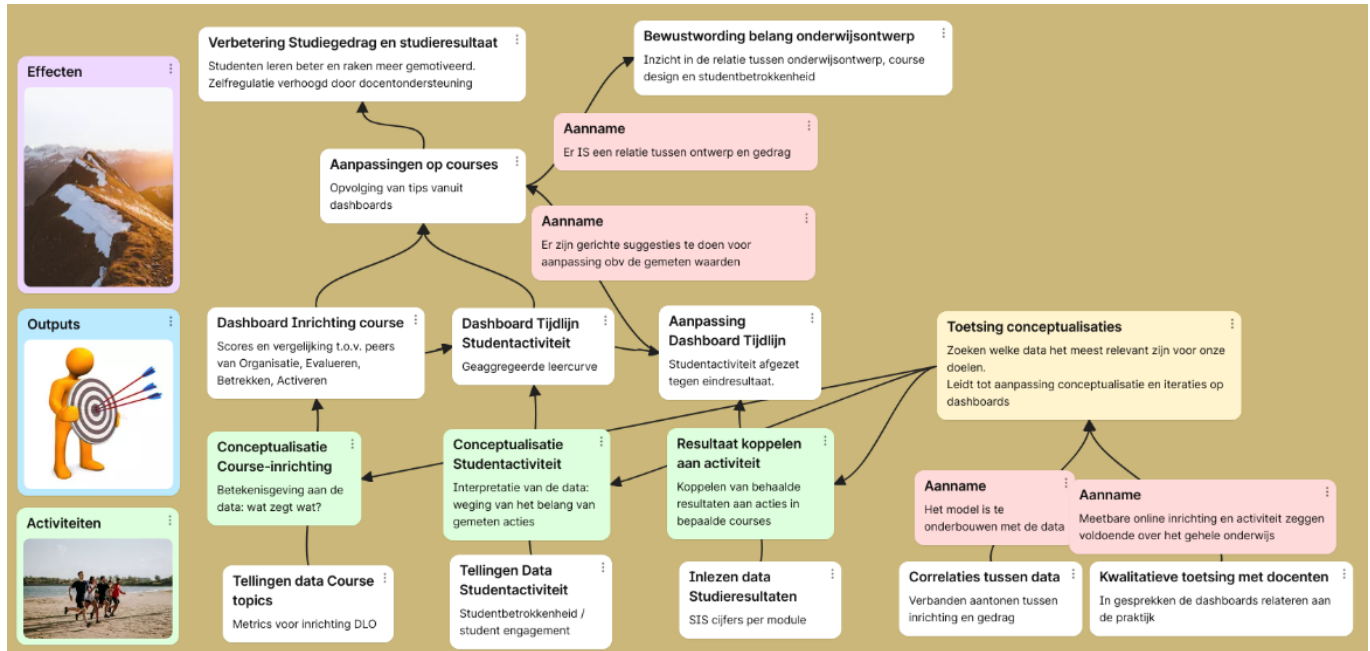 Verbetering Studiegedrag en studieresultaat
Studenten leren beter en raken meer gemotiveerd.
Zelfregulatie verhoogd door docentondersteuning
Bewustwording belang onderwijsontwerp
Inzicht in de relatie tussen onderwijsontwerp, course
design en studentbetrokkenheid
Effecten
Aanname
Er IS een relatie tussen ontwerp en gedrag
Aanpassingen op courses
Opvolging van tips vanuit
dashboards
Aanname
Er zijn gerichte suggesties te doen voor
aanpassing obv de gemeten waarden
Outputs
Dashboard Inrichting course
Scores en vergelijking t.o.v. peers
van Organisatie, Evalueren,
Betrekken, Activeren
Dashboard Tijdlijn
Studentactiviteit
Geaggregeerde leercurve
Aanpassing
Dashboard Tijdlijn
Studentactiviteit afgezet
tegen eindresultaat.
Toetsing conceptualisaties
Zoeken welke data het meest relevant zijn voor onze
doelen.
Leidt tot aanpassing conceptualisatie en iteraties op
dashboards
Conceptualisatie
Course-inrichting
Betekenisgeving aan de
data: wat zegt wat?
Conceptualisatie
Studentactiviteit
Interpretatie van de data:
weging van het belang van
gemeten acties
Resultaat koppelen
aan activiteit
Koppelen van behaalde
resultaten aan acties in
bepaalde courses
Aanname
Het model is te
onderbouwen met de data
Aanname
Meetbare online inrichting en activiteit zeggen
voldoende over het gehele onderwijs
Activiteiten
Tellingen data Course
topics
Metrics voor inrichting DLO
Tellingen Data
Studentactiviteit
Studentbetrokkenheid /
student engagement
Inlezen data
Studieresultaten
SIS cijfers per module
Correlaties tussen data
Verbanden aantonen tussen
inrichting en gedrag
Kwalitatieve toetsing met docenten
In gesprekken de dashboards relateren aan
de praktijk